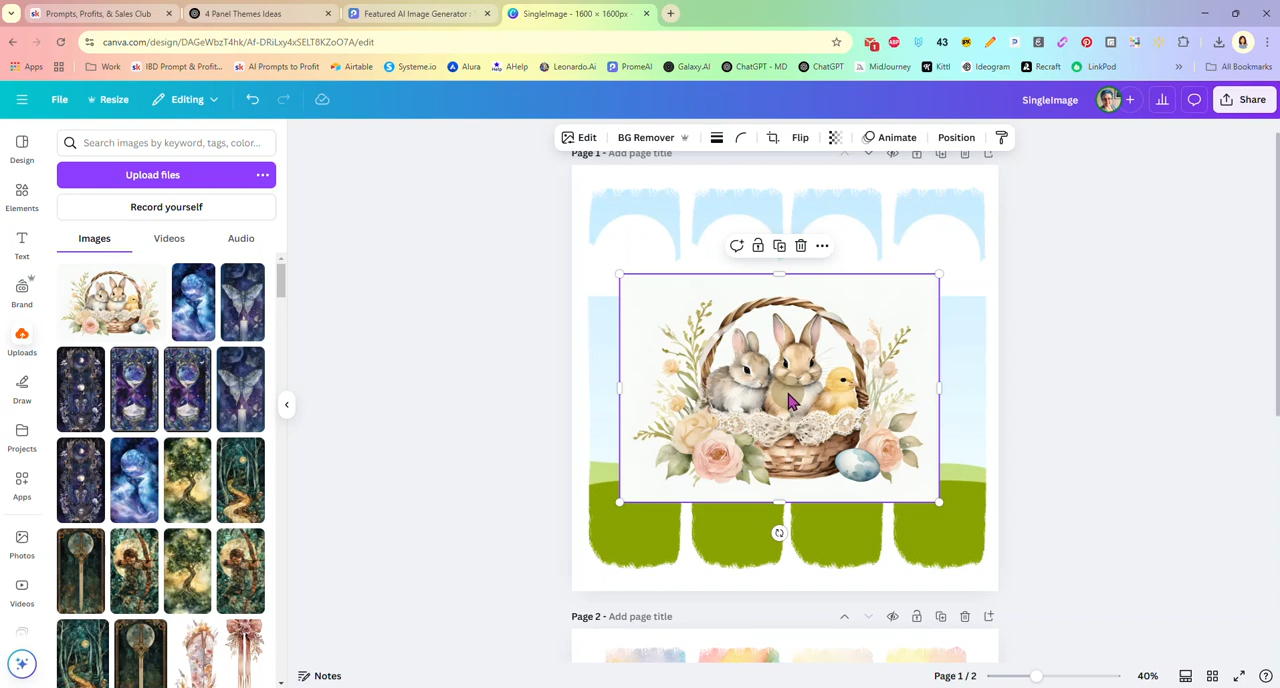 Prompts, Profits, & Sales Club
4 Panel Themes Ideas
Featured AI Image Generator :
SingleImage - 1600 × 1600px -
canva.com/design/DAGeWbzT4hk/Af-DRiLxy4xSELT8KZoO7A/edit
43
Apps
Work
IBD Prompt & Profit...
AI Prompts to Profit
Airtable
Systeme.io
Alura
AHelp
Leonardo.Ai
PromeAI
Galaxy.AI
ChatGPT - MD
ChatGPT
MidJourney
Kittl
Ideogram
Recraft
LinkPod
All Bookmarks
File
Resize
Editing
SingleImage
Share
Search images by keyword, tags, color...
Upload files
Record yourself
Images
Videos
Audio
Design
Elements
Text
Brand
Uploads
Draw
Projects
Apps
Photos
Videos
Edit
BG Remover
Flip
Animate
Position
Page 1 - Add page title
Page 2 - Add page title
Notes
Page 1 / 2
40%